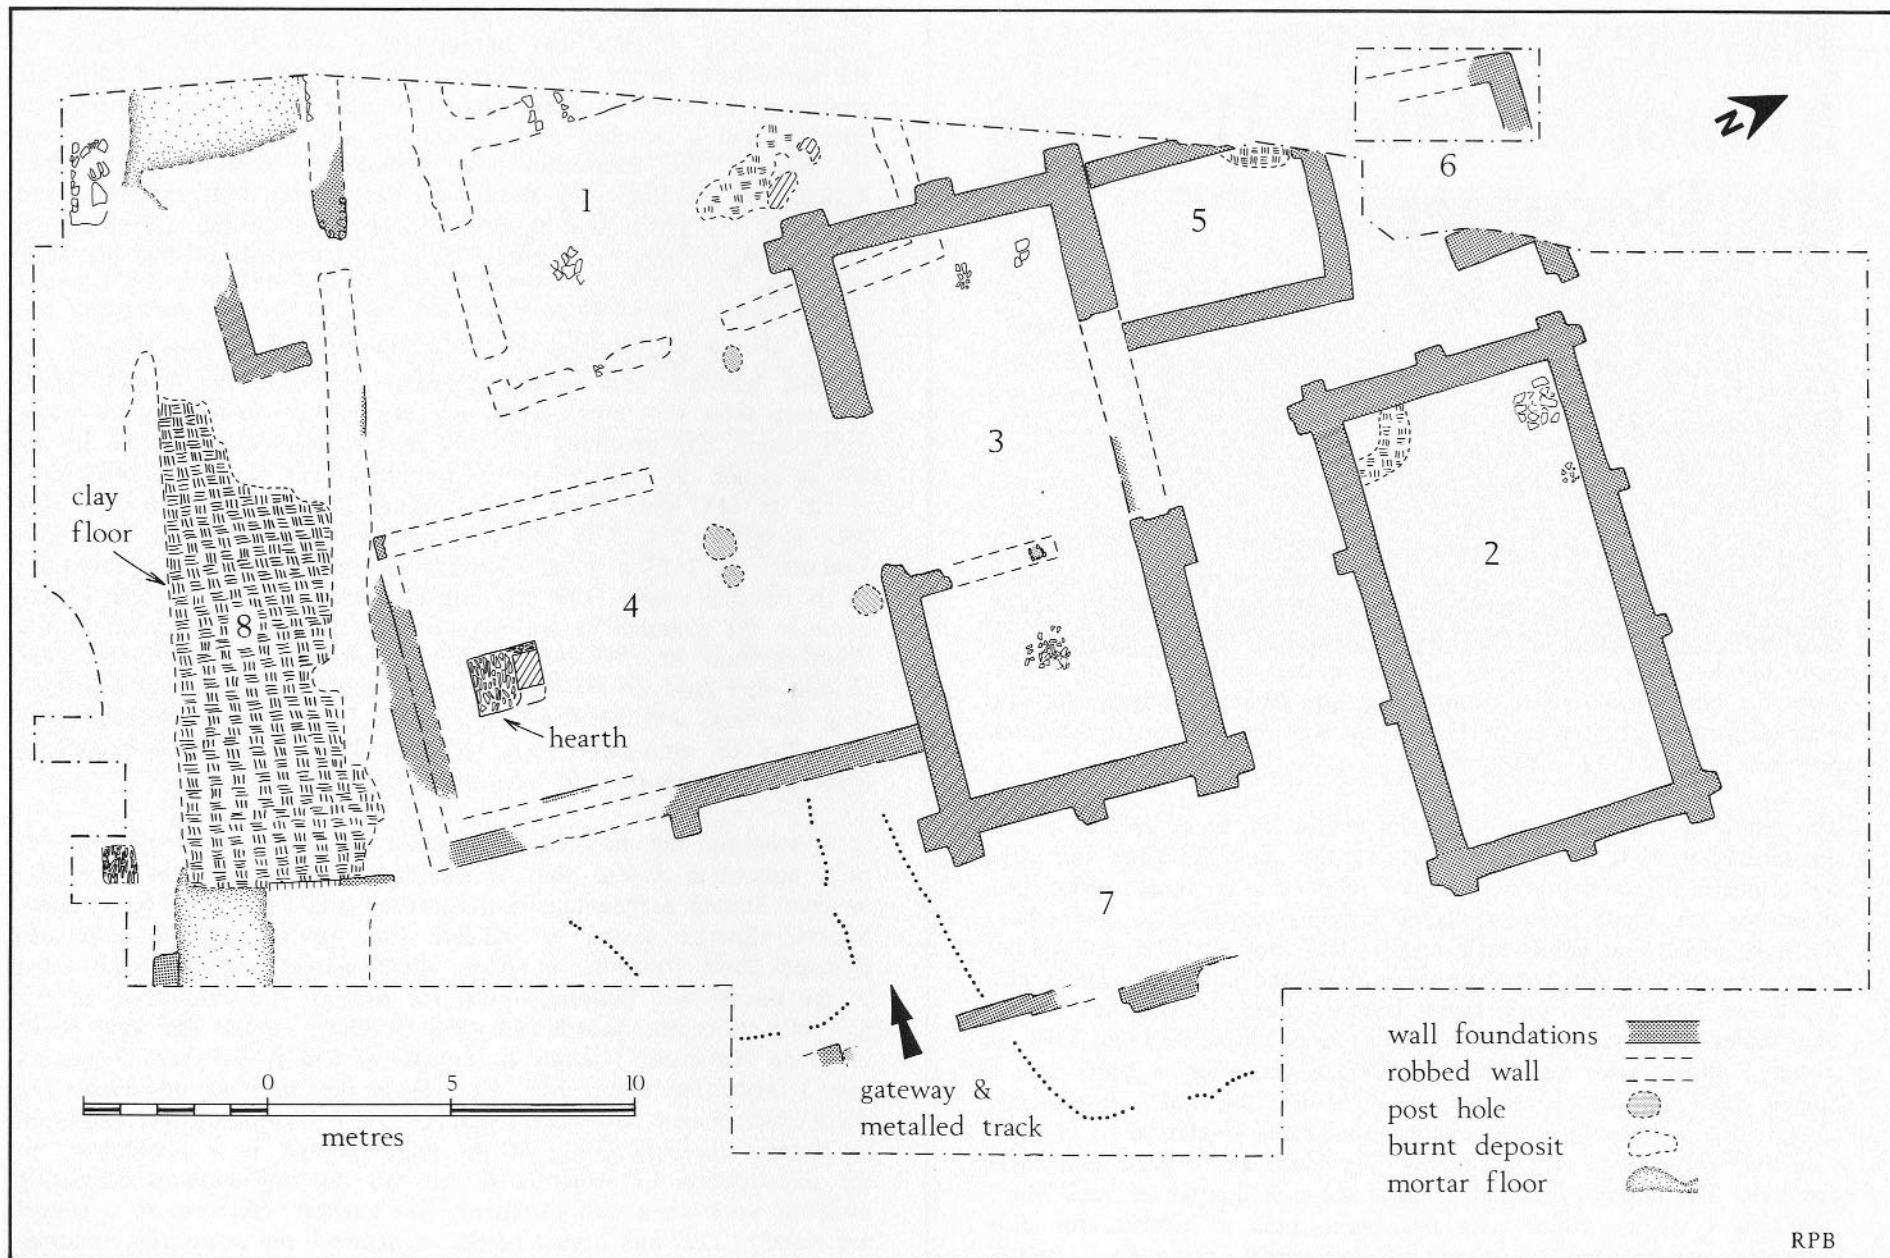 N
6
1
5
3
clay
floor
2
8
4
hearth
7
0 5 10
metres
gateway &
metalled track
wall foundations
robbed wall
post hole
burnt deposit
mortar floor
RPB